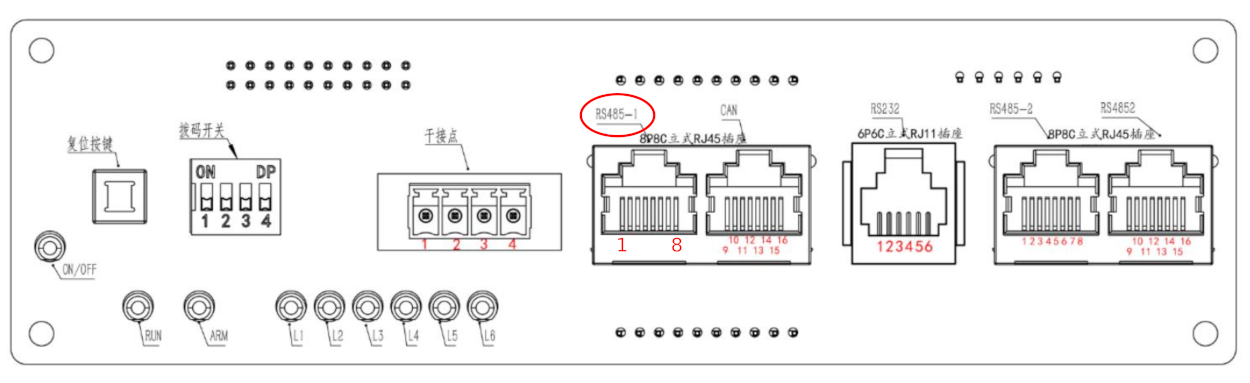 RS485-1
CAN
RS232
RS485-2
RS4852
8P8C立式RJ45插座
6P6C立式RJ11插座
8P8C立式RJ45插座
复位按键
拨码开关
干接点
ON DP
1 2 3 4
1 2 3 4
1 8
10 12 14 16
9 11 13 15
123456
12345678
10 12 14 16
9 11 13 15
ON/OFF
RUN
ARM
L1
L2
L3
L4
L5
L6